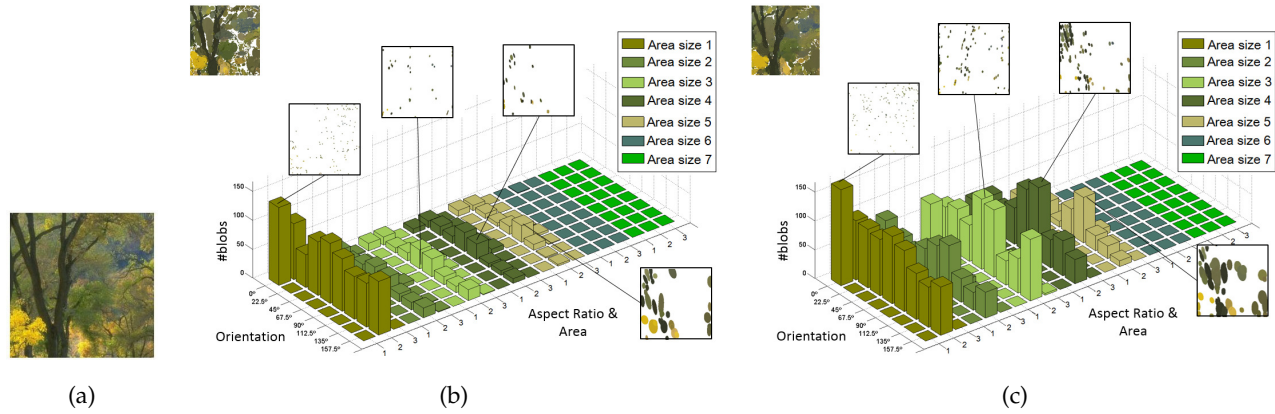 Area size 1
Area size 2
Area size 3
Area size 4
Area size 5
Area size 6
Area size 7
150
100
50
0
#blobs
0º
22.5º
45º
67.5º
90º
112.5º
135º
157.5º
Orientation
1
2
3
1
2
3
1
2
3
1
2
3
1
2
3
1
2
3
1
2
3
Aspect Ratio &
Area
Area size 1
Area size 2
Area size 3
Area size 4
Area size 5
Area size 6
Area size 7
150
100
50
0
#blobs
0º
22.5º
45º
67.5º
90º
112.5º
135º
157.5º
Orientation
1
2
3
1
2
3
1
2
3
1
2
3
1
2
3
1
2
3
1
2
3
Aspect Ratio &
Area
(a)
(b)
(c)